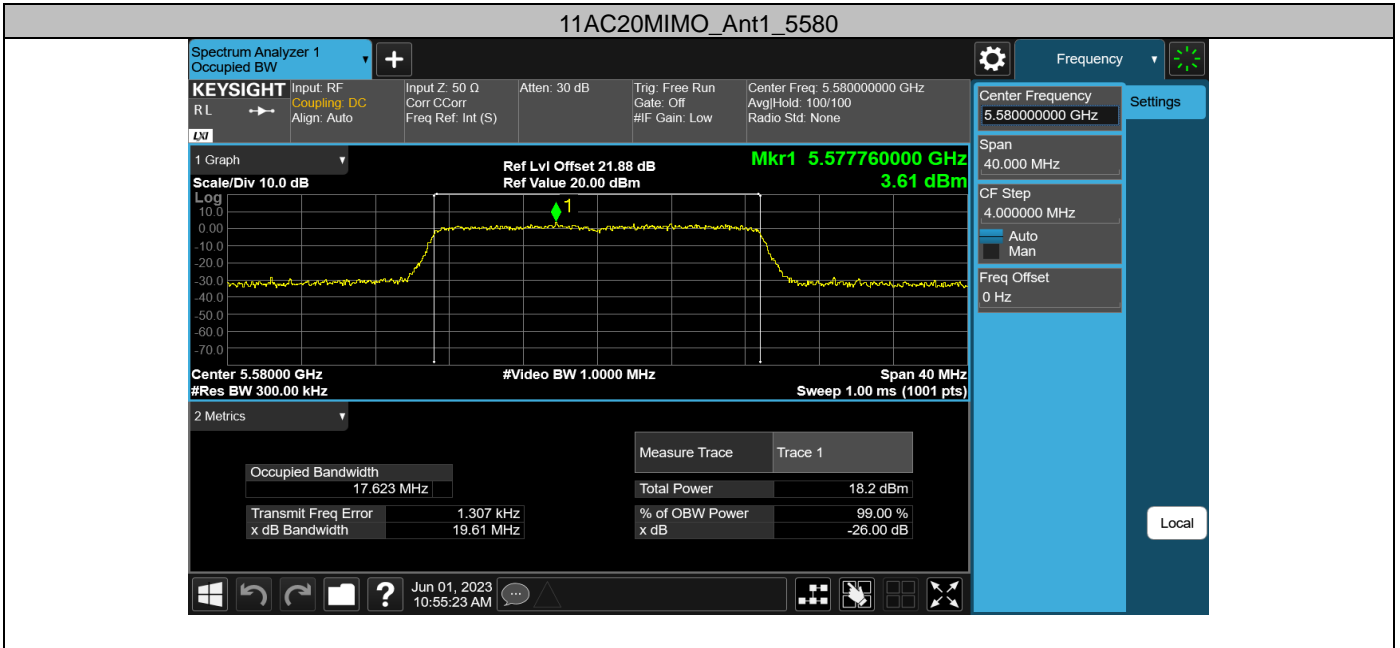 11AC20MIMO_Ant1_5580
Spectrum Analyzer 1
Occupied BW
+
Frequency
KEYSIGHT
R L
LXI
Input: RF
Coupling: DC
Align: Auto
Input Z: 50 Ω
Corr CCorr
Freq Ref: Int (S)
Atten: 30 dB
Trig: Free Run
Gate: Off
#IF Gain: Low
Center Freq: 5.580000000 GHz
Avg|Hold: 100/100
Radio Std: None
Center Frequency
5.580000000 GHz
Settings
Span
40.000 MHz
CF Step
4.000000 MHz
Auto
Man
Freq Offset
0 Hz
Local
1 Graph
Scale/Div 10.0 dB
Ref Lvl Offset 21.88 dB
Ref Value 20.00 dBm
Mkr1 5.577760000 GHz
3.61 dBm
Log
10.0
0.00
-10.0
-20.0
-30.0
-40.0
-50.0
-60.0
-70.0
1
Center 5.58000 GHz
#Res BW 300.00 kHz
#Video BW 1.0000 MHz
Span 40 MHz
Sweep 1.00 ms (1001 pts)
2 Metrics
Measure Trace Trace 1
Occupied Bandwidth
17.623 MHz
Total Power 18.2 dBm
Transmit Freq Error 1.307 kHz
% of OBW Power 99.00 %
x dB Bandwidth 19.61 MHz
x dB -26.00 dB
?
Jun 01, 2023
10:55:23 AM